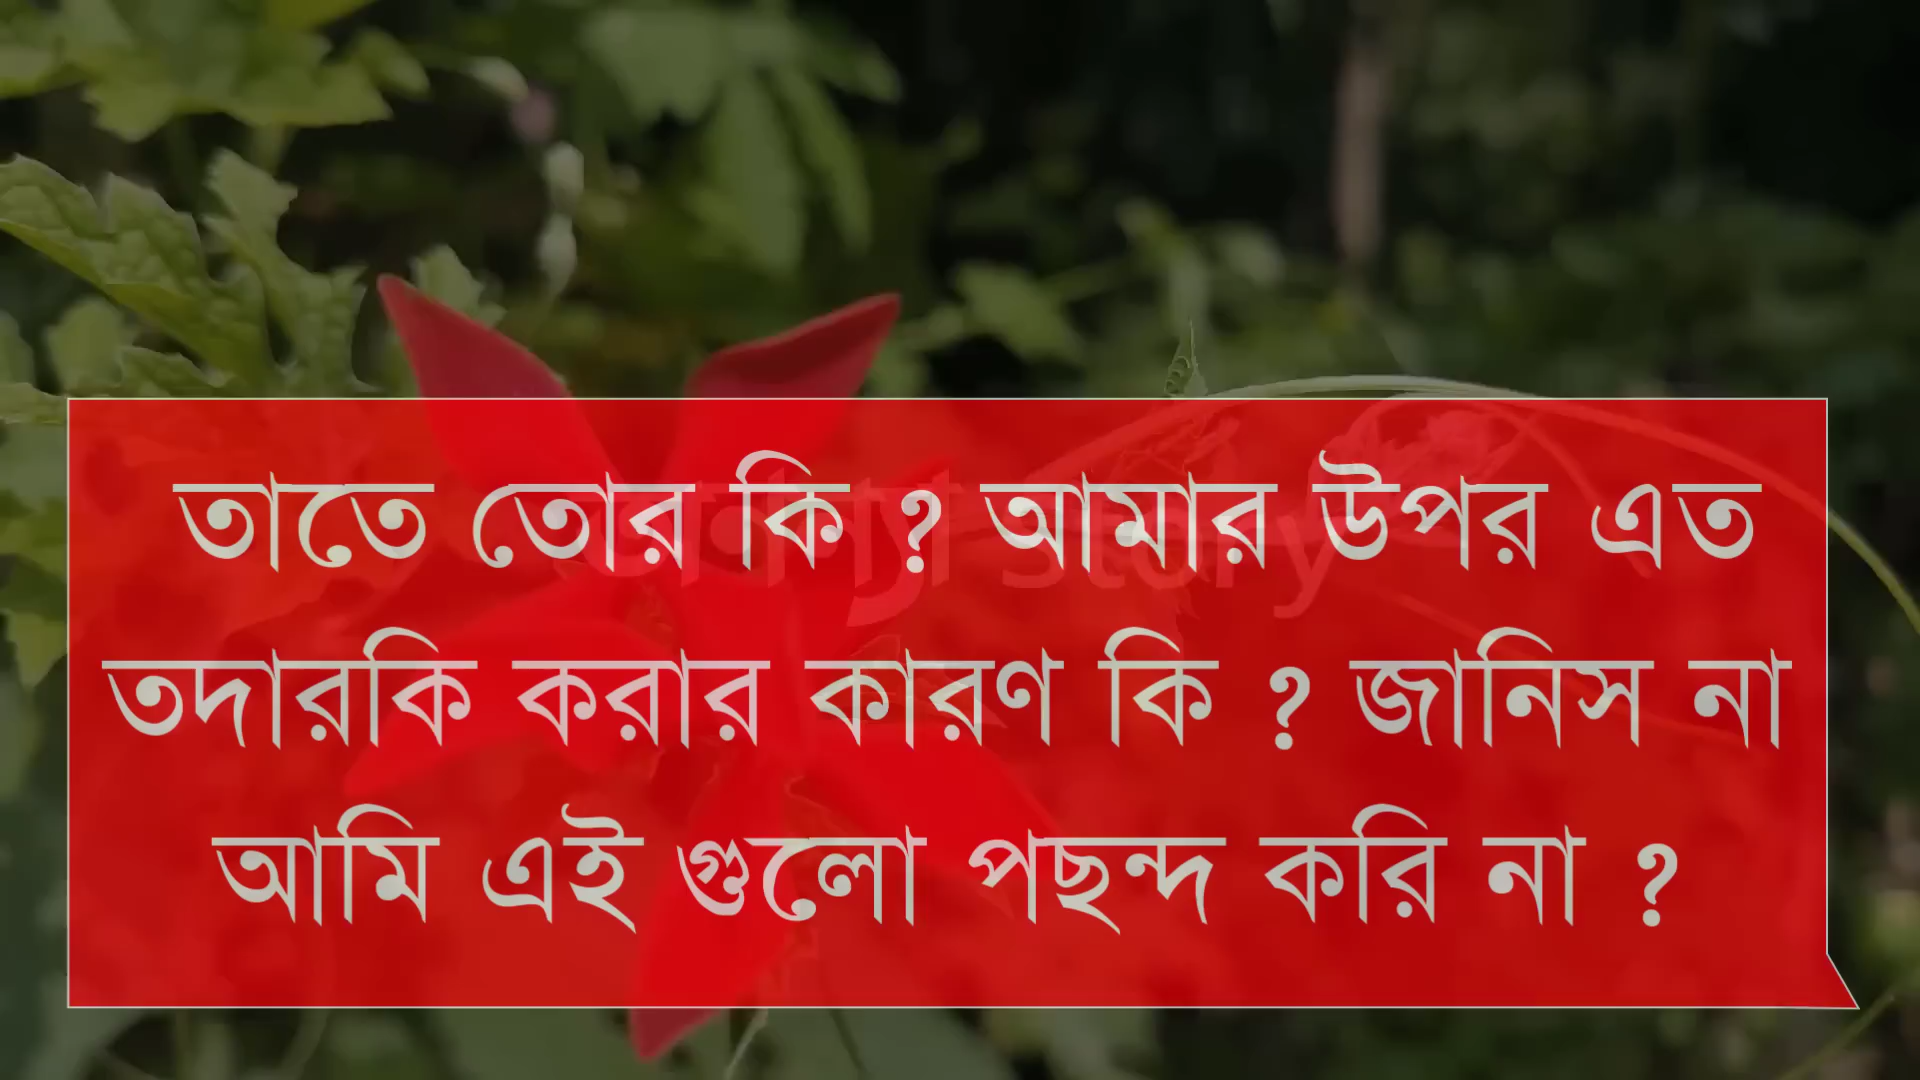 তাতে তোর কি ? আমার উপর এত
তদারকি করার কারণ কি ? জানিস না
আমি এই গুলো পছন্দ করি না ?